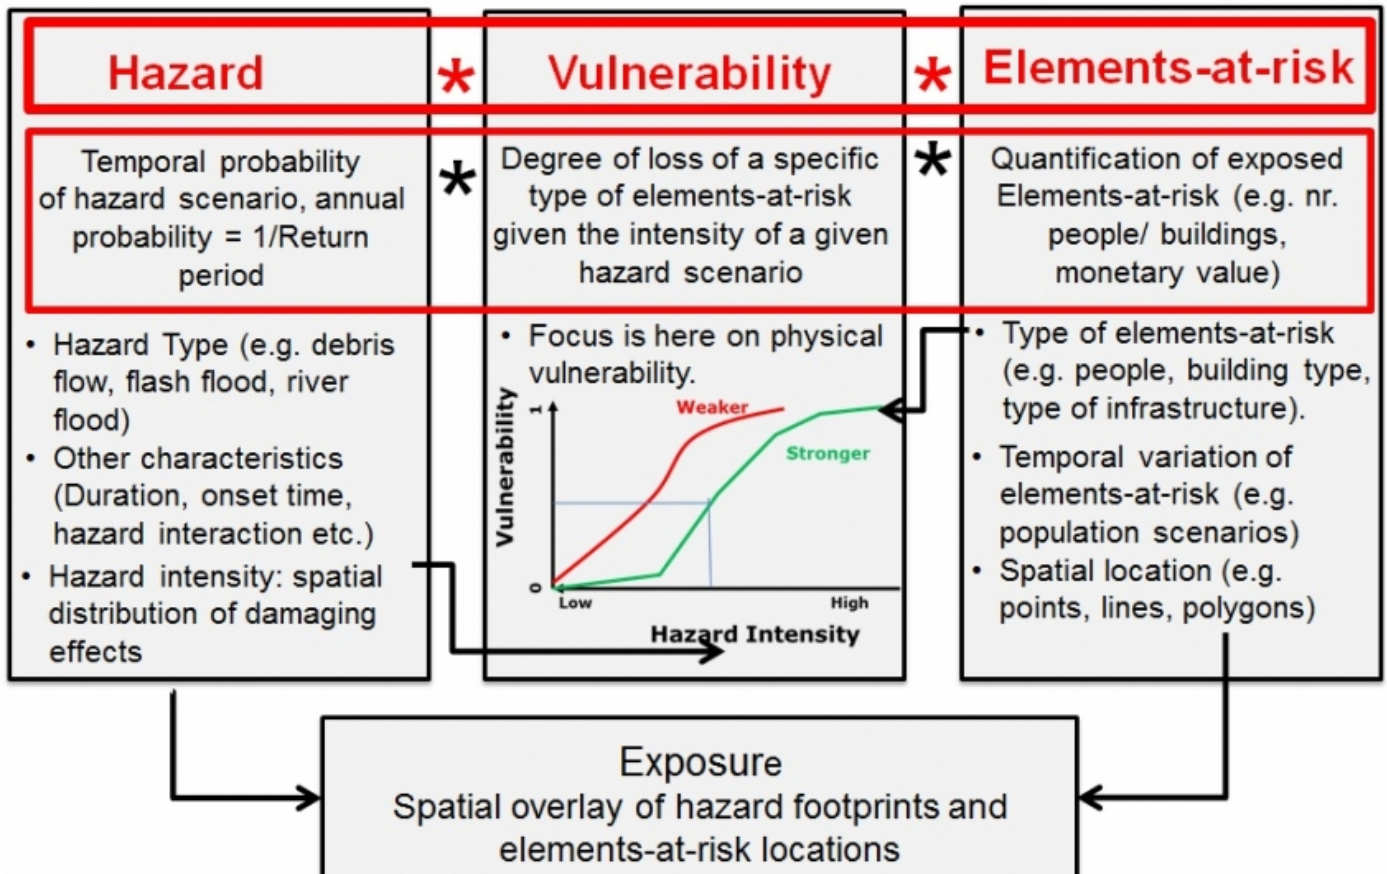 Hazard
*
Vulnerability
*
Elements-at-risk
Temporal probability
of hazard scenario, annual
probability = 1/Return
period
*
Degree of loss of a specific
type of elements-at-risk
given the intensity of a given
hazard scenario
*
Quantification of exposed
Elements-at-risk (e.g. nr.
people/ buildings,
monetary value)
• Hazard Type (e.g. debris
flow, flash flood, river
flood)
• Other characteristics
(Duration, onset time,
hazard interaction etc.)
• Hazard intensity: spatial
distribution of damaging
effects
• Focus is here on physical
vulnerability.
Vulnerability
1
0
Weaker
Stronger
Low
High
Hazard Intensity
• Type of elements-at-risk
(e.g. people, building type,
type of infrastructure).
• Temporal variation of
elements-at-risk (e.g.
population scenarios)
• Spatial location (e.g.
points, lines, polygons)
Exposure
Spatial overlay of hazard footprints and
elements-at-risk locations